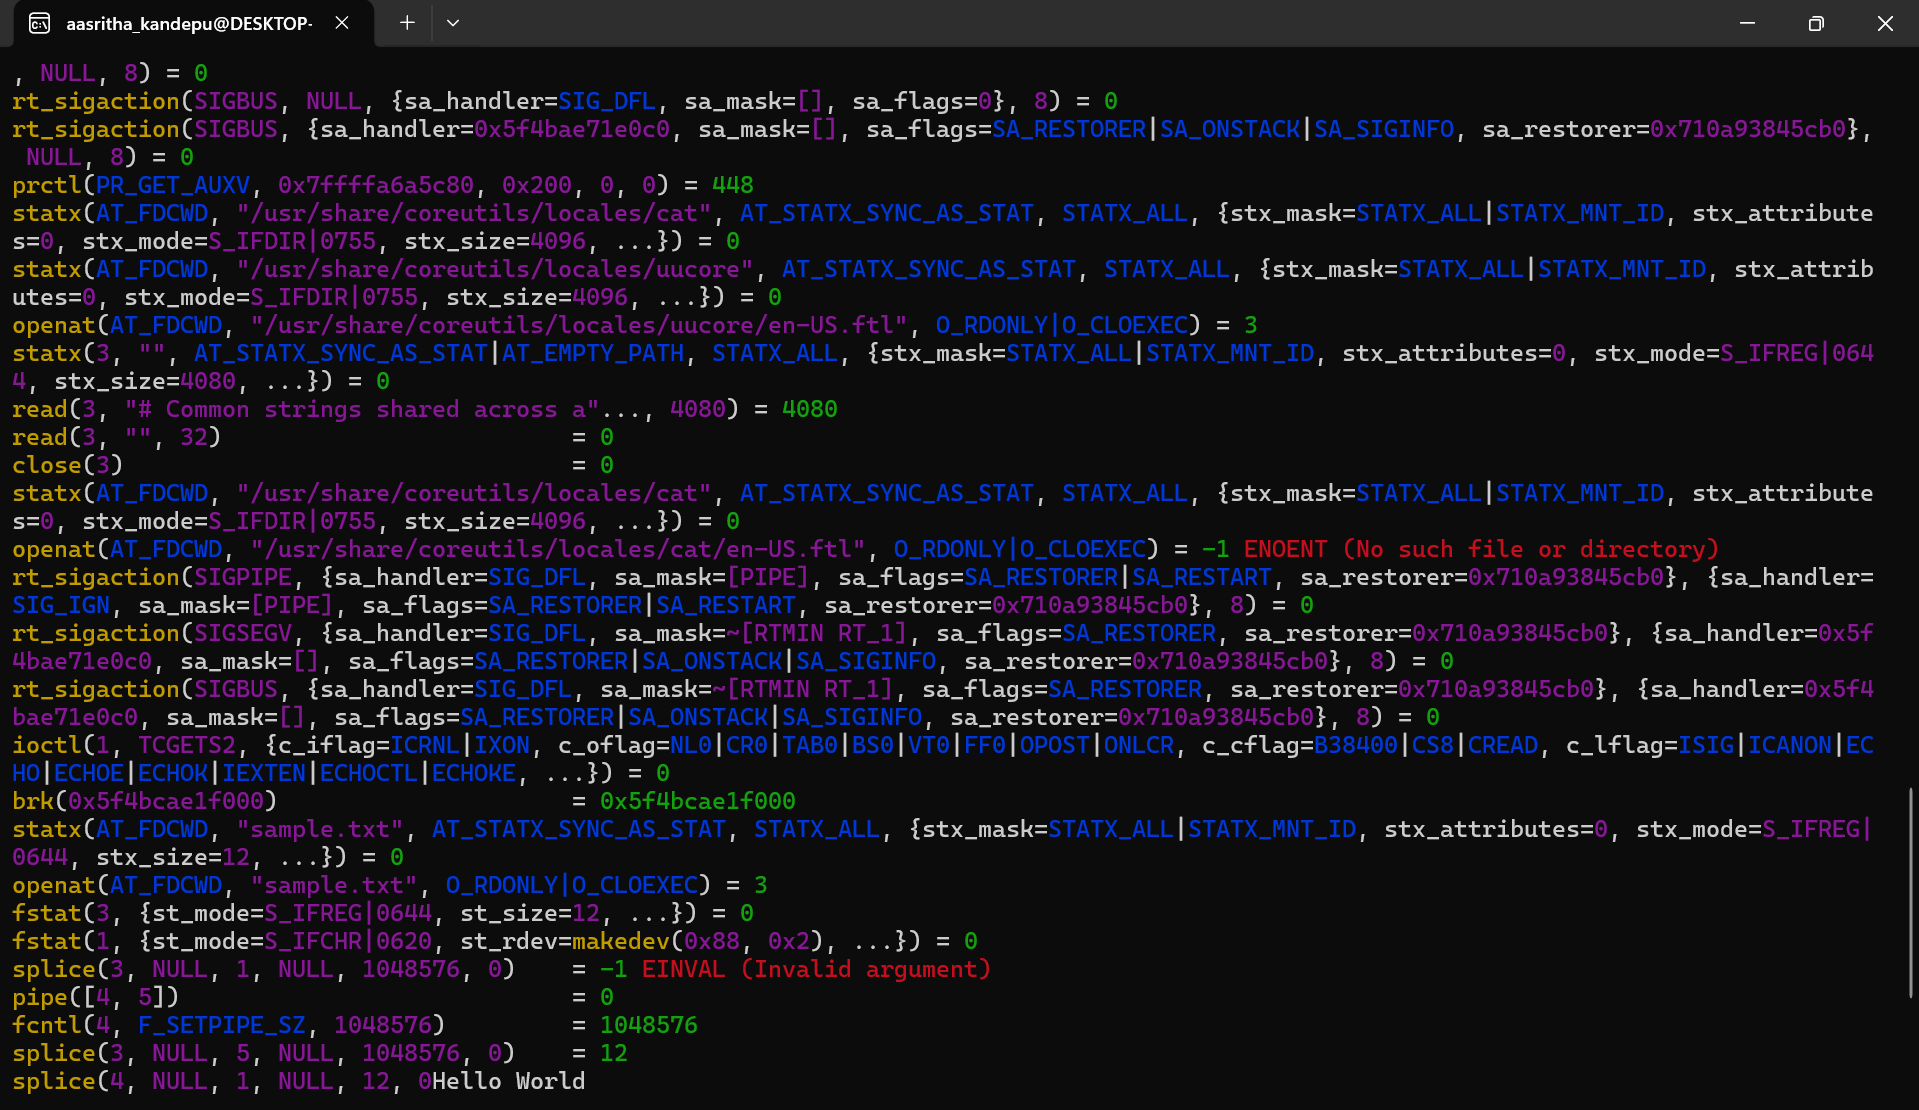 aasritha_kandepu@DESKTOP-
, NULL, 8) = 0
rt_sigaction(SIGBUS, NULL, {sa_handler=SIG_DFL, sa_mask=[], sa_flags=0}, 8) = 0
rt_sigaction(SIGBUS, {sa_handler=0x5f4bae71e0c0, sa_mask=[], sa_flags=SA_RESTORER|SA_ONSTACK|SA_SIGINFO, sa_restorer=0x710a93845cb0},
 NULL, 8) = 0
prctl(PR_GET_AUXV, 0x7ffffa6a5c80, 0x200, 0, 0) = 448
statx(AT_FDCWD, "/usr/share/coreutils/locales/cat", AT_STATX_SYNC_AS_STAT, STATX_ALL, {stx_mask=STATX_ALL|STATX_MNT_ID, stx_attribute
s=0, stx_mode=S_IFDIR|0755, stx_size=4096, ...}) = 0
statx(AT_FDCWD, "/usr/share/coreutils/locales/uucore", AT_STATX_SYNC_AS_STAT, STATX_ALL, {stx_mask=STATX_ALL|STATX_MNT_ID, stx_attrib
utes=0, stx_mode=S_IFDIR|0755, stx_size=4096, ...}) = 0
openat(AT_FDCWD, "/usr/share/coreutils/locales/uucore/en-US.ftl", O_RDONLY|O_CLOEXEC) = 3
statx(3, "", AT_STATX_SYNC_AS_STAT|AT_EMPTY_PATH, STATX_ALL, {stx_mask=STATX_ALL|STATX_MNT_ID, stx_attributes=0, stx_mode=S_IFREG|064
4, stx_size=4080, ...}) = 0
read(3, "# Common strings shared across a"..., 4080) = 4080
read(3, "", 32)                         = 0
close(3)                                = 0
statx(AT_FDCWD, "/usr/share/coreutils/locales/cat", AT_STATX_SYNC_AS_STAT, STATX_ALL, {stx_mask=STATX_ALL|STATX_MNT_ID, stx_attribute
s=0, stx_mode=S_IFDIR|0755, stx_size=4096, ...}) = 0
openat(AT_FDCWD, "/usr/share/coreutils/locales/cat/en-US.ftl", O_RDONLY|O_CLOEXEC) = -1 ENOENT (No such file or directory)
rt_sigaction(SIGPIPE, {sa_handler=SIG_DFL, sa_mask=[PIPE], sa_flags=SA_RESTORER|SA_RESTART, sa_restorer=0x710a93845cb0}, {sa_handler=
SIG_IGN, sa_mask=[PIPE], sa_flags=SA_RESTORER|SA_RESTART, sa_restorer=0x710a93845cb0}, 8) = 0
rt_sigaction(SIGSEGV, {sa_handler=SIG_DFL, sa_mask=~[RTMIN RT_1], sa_flags=SA_RESTORER, sa_restorer=0x710a93845cb0}, {sa_handler=0x5f
4bae71e0c0, sa_mask=[], sa_flags=SA_RESTORER|SA_ONSTACK|SA_SIGINFO, sa_restorer=0x710a93845cb0}, 8) = 0
rt_sigaction(SIGBUS, {sa_handler=SIG_DFL, sa_mask=~[RTMIN RT_1], sa_flags=SA_RESTORER, sa_restorer=0x710a93845cb0}, {sa_handler=0x5f4
bae71e0c0, sa_mask=[], sa_flags=SA_RESTORER|SA_ONSTACK|SA_SIGINFO, sa_restorer=0x710a93845cb0}, 8) = 0
ioctl(1, TCGETS2, {c_iflag=ICRNL|IXON, c_oflag=NL0|CR0|TAB0|BS0|VT0|FF0|OPOST|ONLCR, c_cflag=B38400|CS8|CREAD, c_lflag=ISIG|ICANON|EC
HO|ECHOE|ECHOK|IEXTEN|ECHOCTL|ECHOKE, ...}) = 0
brk(0x5f4bcae1f000)                     = 0x5f4bcae1f000
statx(AT_FDCWD, "sample.txt", AT_STATX_SYNC_AS_STAT, STATX_ALL, {stx_mask=STATX_ALL|STATX_MNT_ID, stx_attributes=0, stx_mode=S_IFREG|
0644, stx_size=12, ...}) = 0
openat(AT_FDCWD, "sample.txt", O_RDONLY|O_CLOEXEC) = 3
fstat(3, {st_mode=S_IFREG|0644, st_size=12, ...}) = 0
fstat(1, {st_mode=S_IFCHR|0620, st_rdev=makedev(0x88, 0x2), ...}) = 0
splice(3, NULL, 1, NULL, 1048576, 0)    = -1 EINVAL (Invalid argument)
pipe([4, 5])                            = 0
fcntl(4, F_SETPIPE_SZ, 1048576)         = 1048576
splice(3, NULL, 5, NULL, 1048576, 0)    = 12
splice(4, NULL, 1, NULL, 12, 0Hello World